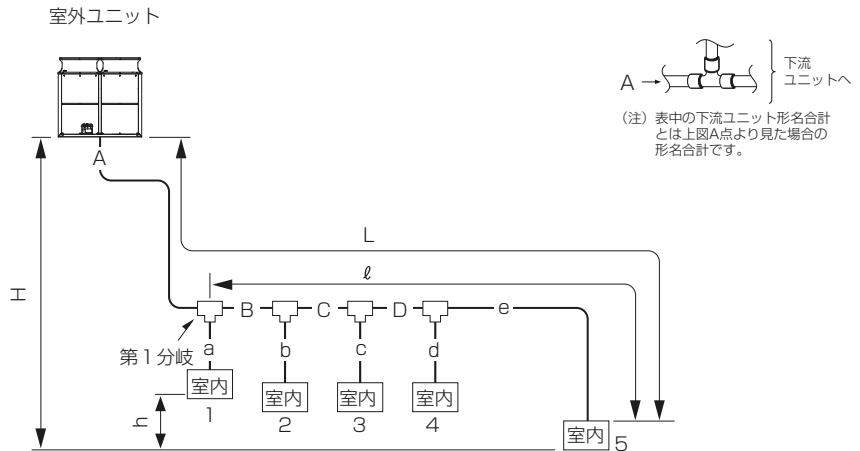 室外ユニット
A
下流
ユニットへ
（注）表中の下流ユニット形名合計
とは上図A点より見た場合の
形名合計です。
A
L
H
ℓ
B
C
D
e
第1分岐
a
b
c
d
室内
1
室内
2
室内
3
室内
4
h
室内
5